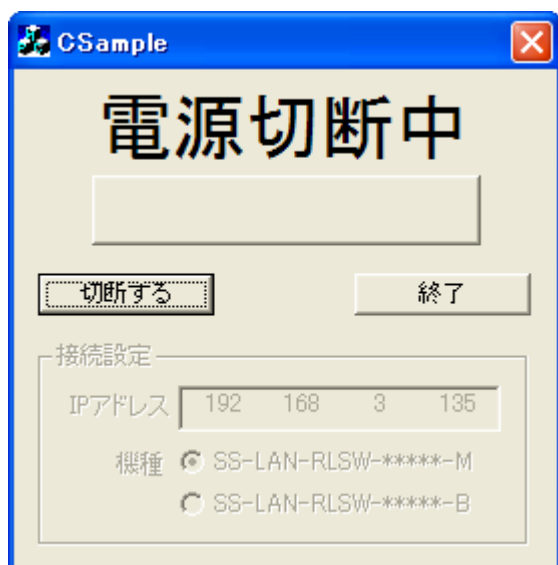 CSample
電源切断中
切断する 終了
接続設定
IPアドレス 192 168 3 135
機種 SS-LAN-RLSW-*****-M
SS-LAN-RLSW-*****-B